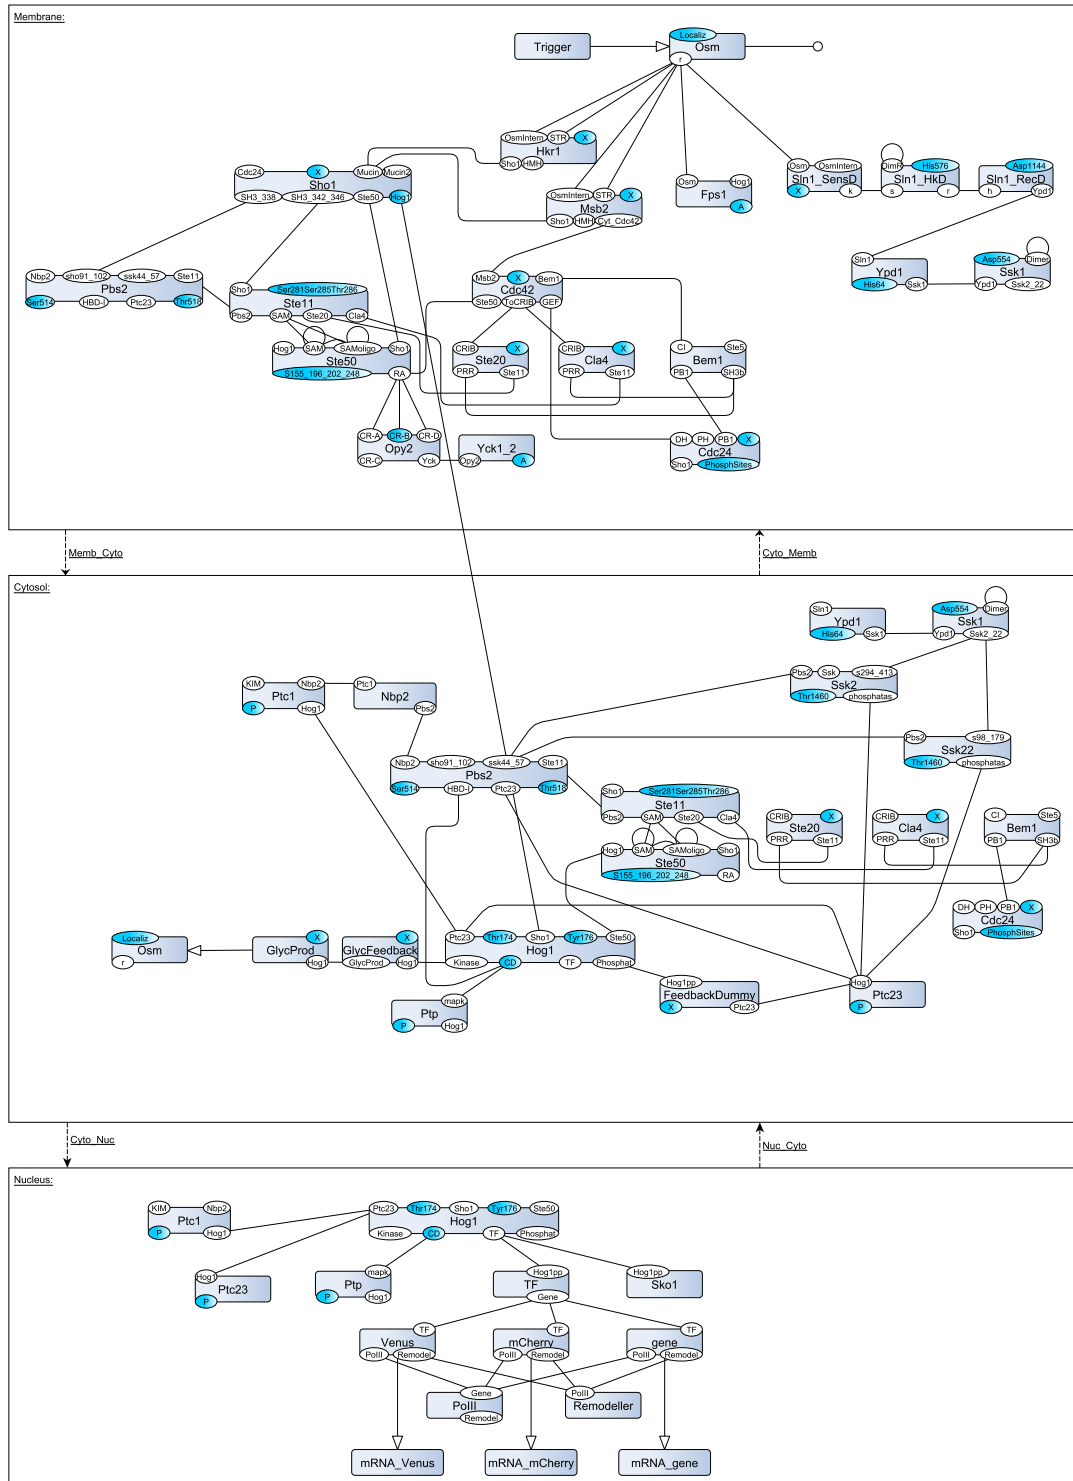 Membrane:
Trigger
Localiz
Osm
r
OsmIntern STR X
Hkr1
Sho1 HMH
Cdc24 X Mucin Mucin2
Sho1
SH3_338 SH3_342_346 Ste50 Hog1
OsmIntern STR X
Msb2
Sho1 HMH Cyt_Cdc42
Osm Hog1
Fps1
A
Osm OsmIntern
Sln1_SensD
X k
DimR His576
Sln1_HkD
s r
Asp1144
Sln1_RecD
h Ypd1
Nbp2 sho91_102 ssk44_57 Ste11
Pbs2
Ser514 HBD-I Ptc23 Thr518
Sho1 Ser281Ser285Thr286
Ste11
Pbs2 SAM Ste20 Cla4
Msb2 X Bem1
Cdc42
Ste50 ToCRIB GEF
Sln1
Ypd1
His64 Ssk1
Asp554 Dimer
Ssk1
Ypd1 Ssk2_22
Hog1 SAM SAMoligo Sho1
Ste50
S155_196_202_248 RA
CRIB X
Ste20
PRR Ste11
CRIB X
Cla4
PRR Ste11
CI Ste5
Bem1
PB1 SH3b
CR-A CR-B CR-D
Opy2
CR-C Yck
Yck1_2
Opy2 A
DH PH PB1 X
Cdc24
Sho1 PhosphSites
Memb_Cyto
Cyto_Memb
Cytosol:
Sln1
Ypd1
His64 Ssk1
Asp554 Dimer
Ssk1
Ypd1 Ssk2_22
KIM Nbp2
Ptc1
P Hog1
Ptc1
Nbp2
Pbs2
Pbs2 Ssk s294_413
Ssk2
Thr1460 phosphatas
Pbs2 s98_179
Ssk22
Thr1460 phosphatas
Nbp2 sho91_102 ssk44_57 Ste11
Pbs2
Ser514 HBD-I Ptc23 Thr518
Sho1 Ser281Ser285Thr286
Ste11
Pbs2 SAM Ste20 Cla4
CRIB X
Ste20
PRR Ste11
CRIB X
Cla4
PRR Ste11
CI Ste5
Bem1
PB1 SH3b
Hog1 SAM SAMoligo Sho1
Ste50
S155_196_202_248 RA
DH PH PB1 X
Cdc24
Sho1 PhosphSites
Localiz
Osm
r
X
GlycProd
Hog1
X
GlycFeedback
GlycProd Hog1
Ptc23 Thr174 Sho1 Tyr176 Ste50
Hog1
Kinase CD TF Phosphat
mapk
Ptp
P Hog1
Hog1pp
FeedbackDummy
X Ptc23
Hog1
Ptc23
P
Cyto_Nuc
Nuc_Cyto
Nucleus:
KIM Nbp2
Ptc1
P Hog1
Ptc23 Thr174 Sho1 Tyr176 Ste50
Hog1
Kinase CD TF Phosphat
Hog1
Ptc23
P
mapk
Ptp
P Hog1
Hog1pp
TF
Gene
Hog1pp
Sko1
TF
Venus
PolII Remodel
TF
mCherry
PolII Remodel
TF
gene
PolII Remodel
Gene
PolII
Remodel
PolII
Remodeller
mRNA_Venus
mRNA_mCherry
mRNA_gene